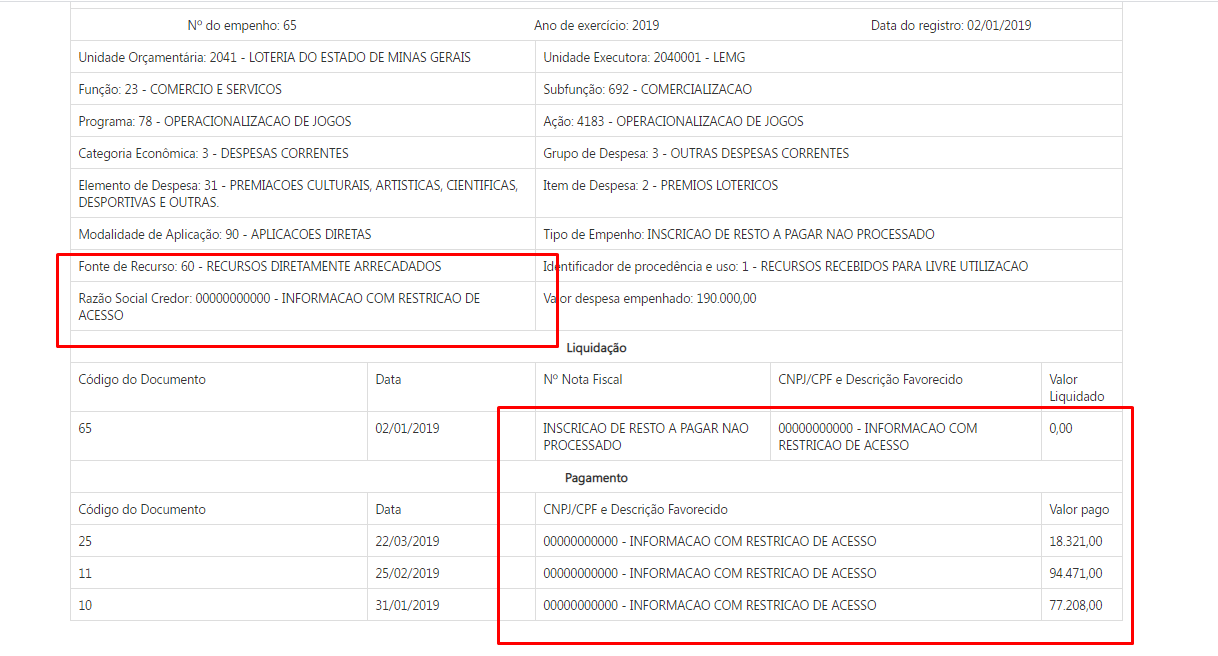 Nº do empenho: 65 Ano de exercício: 2019 Data do registro: 02/01/2019
Unidade Orçamentária: 2041 - LOTERIA DO ESTADO DE MINAS GERAIS Unidade Executora: 2040001 - LEMG
Função: 23 - COMERCIO E SERVICOS Subfunção: 692 - COMERCIALIZACAO
Programa: 78 - OPERACIONALIZACAO DE JOGOS Ação: 4183 - OPERACIONALIZACAO DE JOGOS
Categoria Econômica: 3 - DESPESAS CORRENTES Grupo de Despesa: 3 - OUTRAS DESPESAS CORRENTES
Elemento de Despesa: 31 - PREMIACOES CULTURAIS, ARTISTICAS, CIENTIFICAS, Item de Despesa: 2 - PREMIOS LOTERICOS
DESPORTIVAS E OUTRAS.
Modalidade de Aplicação: 90 - APLICACOES DIRETAS Tipo de Empenho: INSCRICAO DE RESTO A PAGAR NAO PROCESSADO
Fonte de Recurso: 60 - RECURSOS DIRETAMENTE ARRECADADOS Identificador de procedência e uso: 1 - RECURSOS RECEBIDOS PARA LIVRE UTILIZACAO
Razão Social Credor: 00000000000 - INFORMACAO COM RESTRICAO DE Valor despesa empenhado: 190.000,00
ACESSO
Liquidação
Código do Documento Data Nº Nota Fiscal CNPJ/CPF e Descrição Favorecido Valor
Liquidado
65 02/01/2019 INSCRICAO DE RESTO A PAGAR NAO 00000000000 - INFORMACAO COM 0,00
PROCESSADO RESTRICAO DE ACESSO
Pagamento
Código do Documento Data CNPJ/CPF e Descrição Favorecido Valor pago
25 22/03/2019 00000000000 - INFORMACAO COM RESTRICAO DE ACESSO 18.321,00
11 25/02/2019 00000000000 - INFORMACAO COM RESTRICAO DE ACESSO 94.471,00
10 31/01/2019 00000000000 - INFORMACAO COM RESTRICAO DE ACESSO 77.208,00